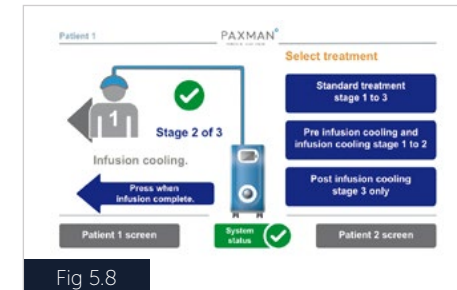 Patient 1
PAXMAN
Select treatment
1
Stage 2 of 3
Infusion cooling.
Press when
infusion complete.
Standard treatment
stage 1 to 3
Pre infusion cooling and
infusion cooling stage 1 to 2
Post infusion cooling
stage 3 only
Patient 1 screen
System
status
Patient 2 screen
Fig 5.8